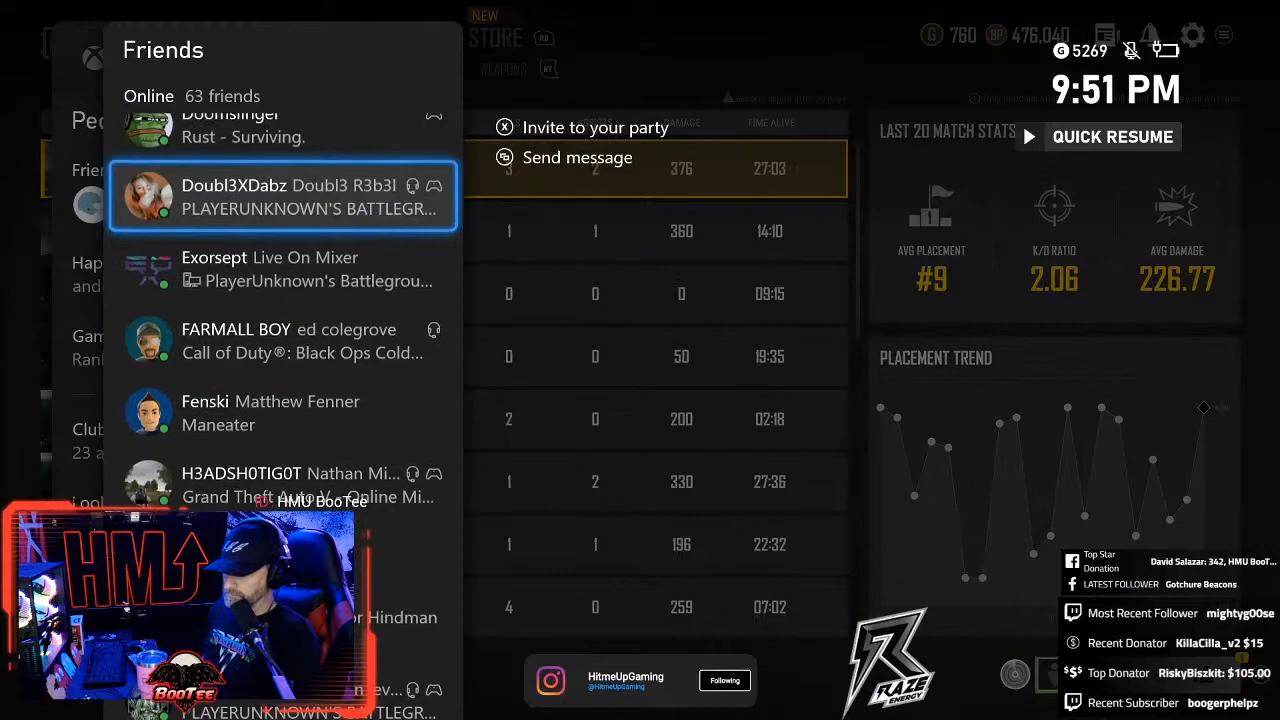 Friends
Online 63 friends
Doomslinger
Rust - Surviving.
Doubl3XDabz Doubl3 R3b3l
PLAYERUNKNOWN'S BATTLEGR...
Exorsept Live On Mixer
PlayerUnknown's Battlegrou...
FARMALL BOY ed colegrove
Call of Duty®: Black Ops Cold...
Fenski Matthew Fenner
Maneater
H3ADSH0TIG0T Nathan Mi...
Grand Theft Auto V - Online Mi...
ID: HMU BooTee
HMU
BooTee
Hindman
PLAYERUNKNOWN'S BATTLEGR...
Invite to your party
Send message
NEW
STORE RB
WEAPONS RT
G 760 BP 476,040
G 5269
9:51 PM
QUICK RESUME
DAMAGE TIME ALIVE
3 2 376 27:03
1 1 360 14:10
0 0 0 09:15
0 0 50 19:35
2 0 200 02:18
1 2 330 27:36
1 1 196 22:32
4 0 259 07:02
LAST 20 MATCH STATS
AVG PLACEMENT K/D RATIO AVG DAMAGE
#9 2.06 226.77
PLACEMENT TREND
HitmeUpGaming
@HitmeUpGaming
Following
RAZE
ENERGY
Top Star Donation David Salazar: 342, HMU BooT...
LATEST FOLLOWER Gotchure Beacons
Most Recent Follower mightyg00se
Recent Donator KillaCilla_v2 $15
Top Donator RiskyBiszkit: $105.00
Recent Subscriber boogerphelpz